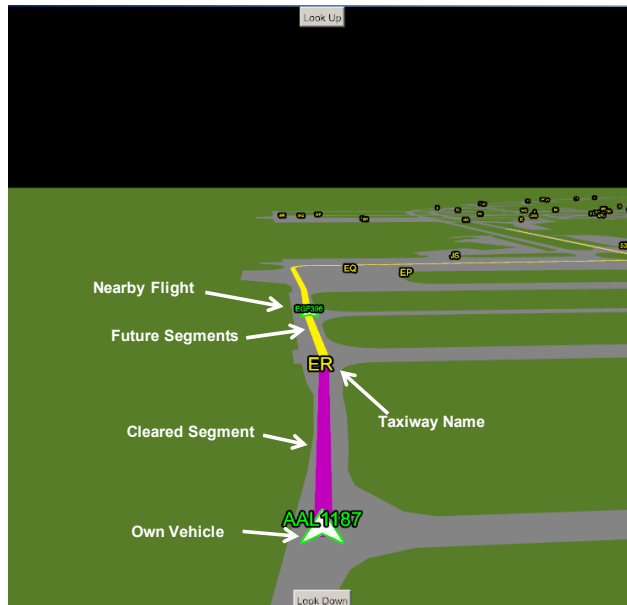 Look Up
EQ
EP
JS
53
Nearby Flight
EGF396
Future Segments
ER
Taxiway Name
Cleared Segment
AAL1187
Own Vehicle
Look Down